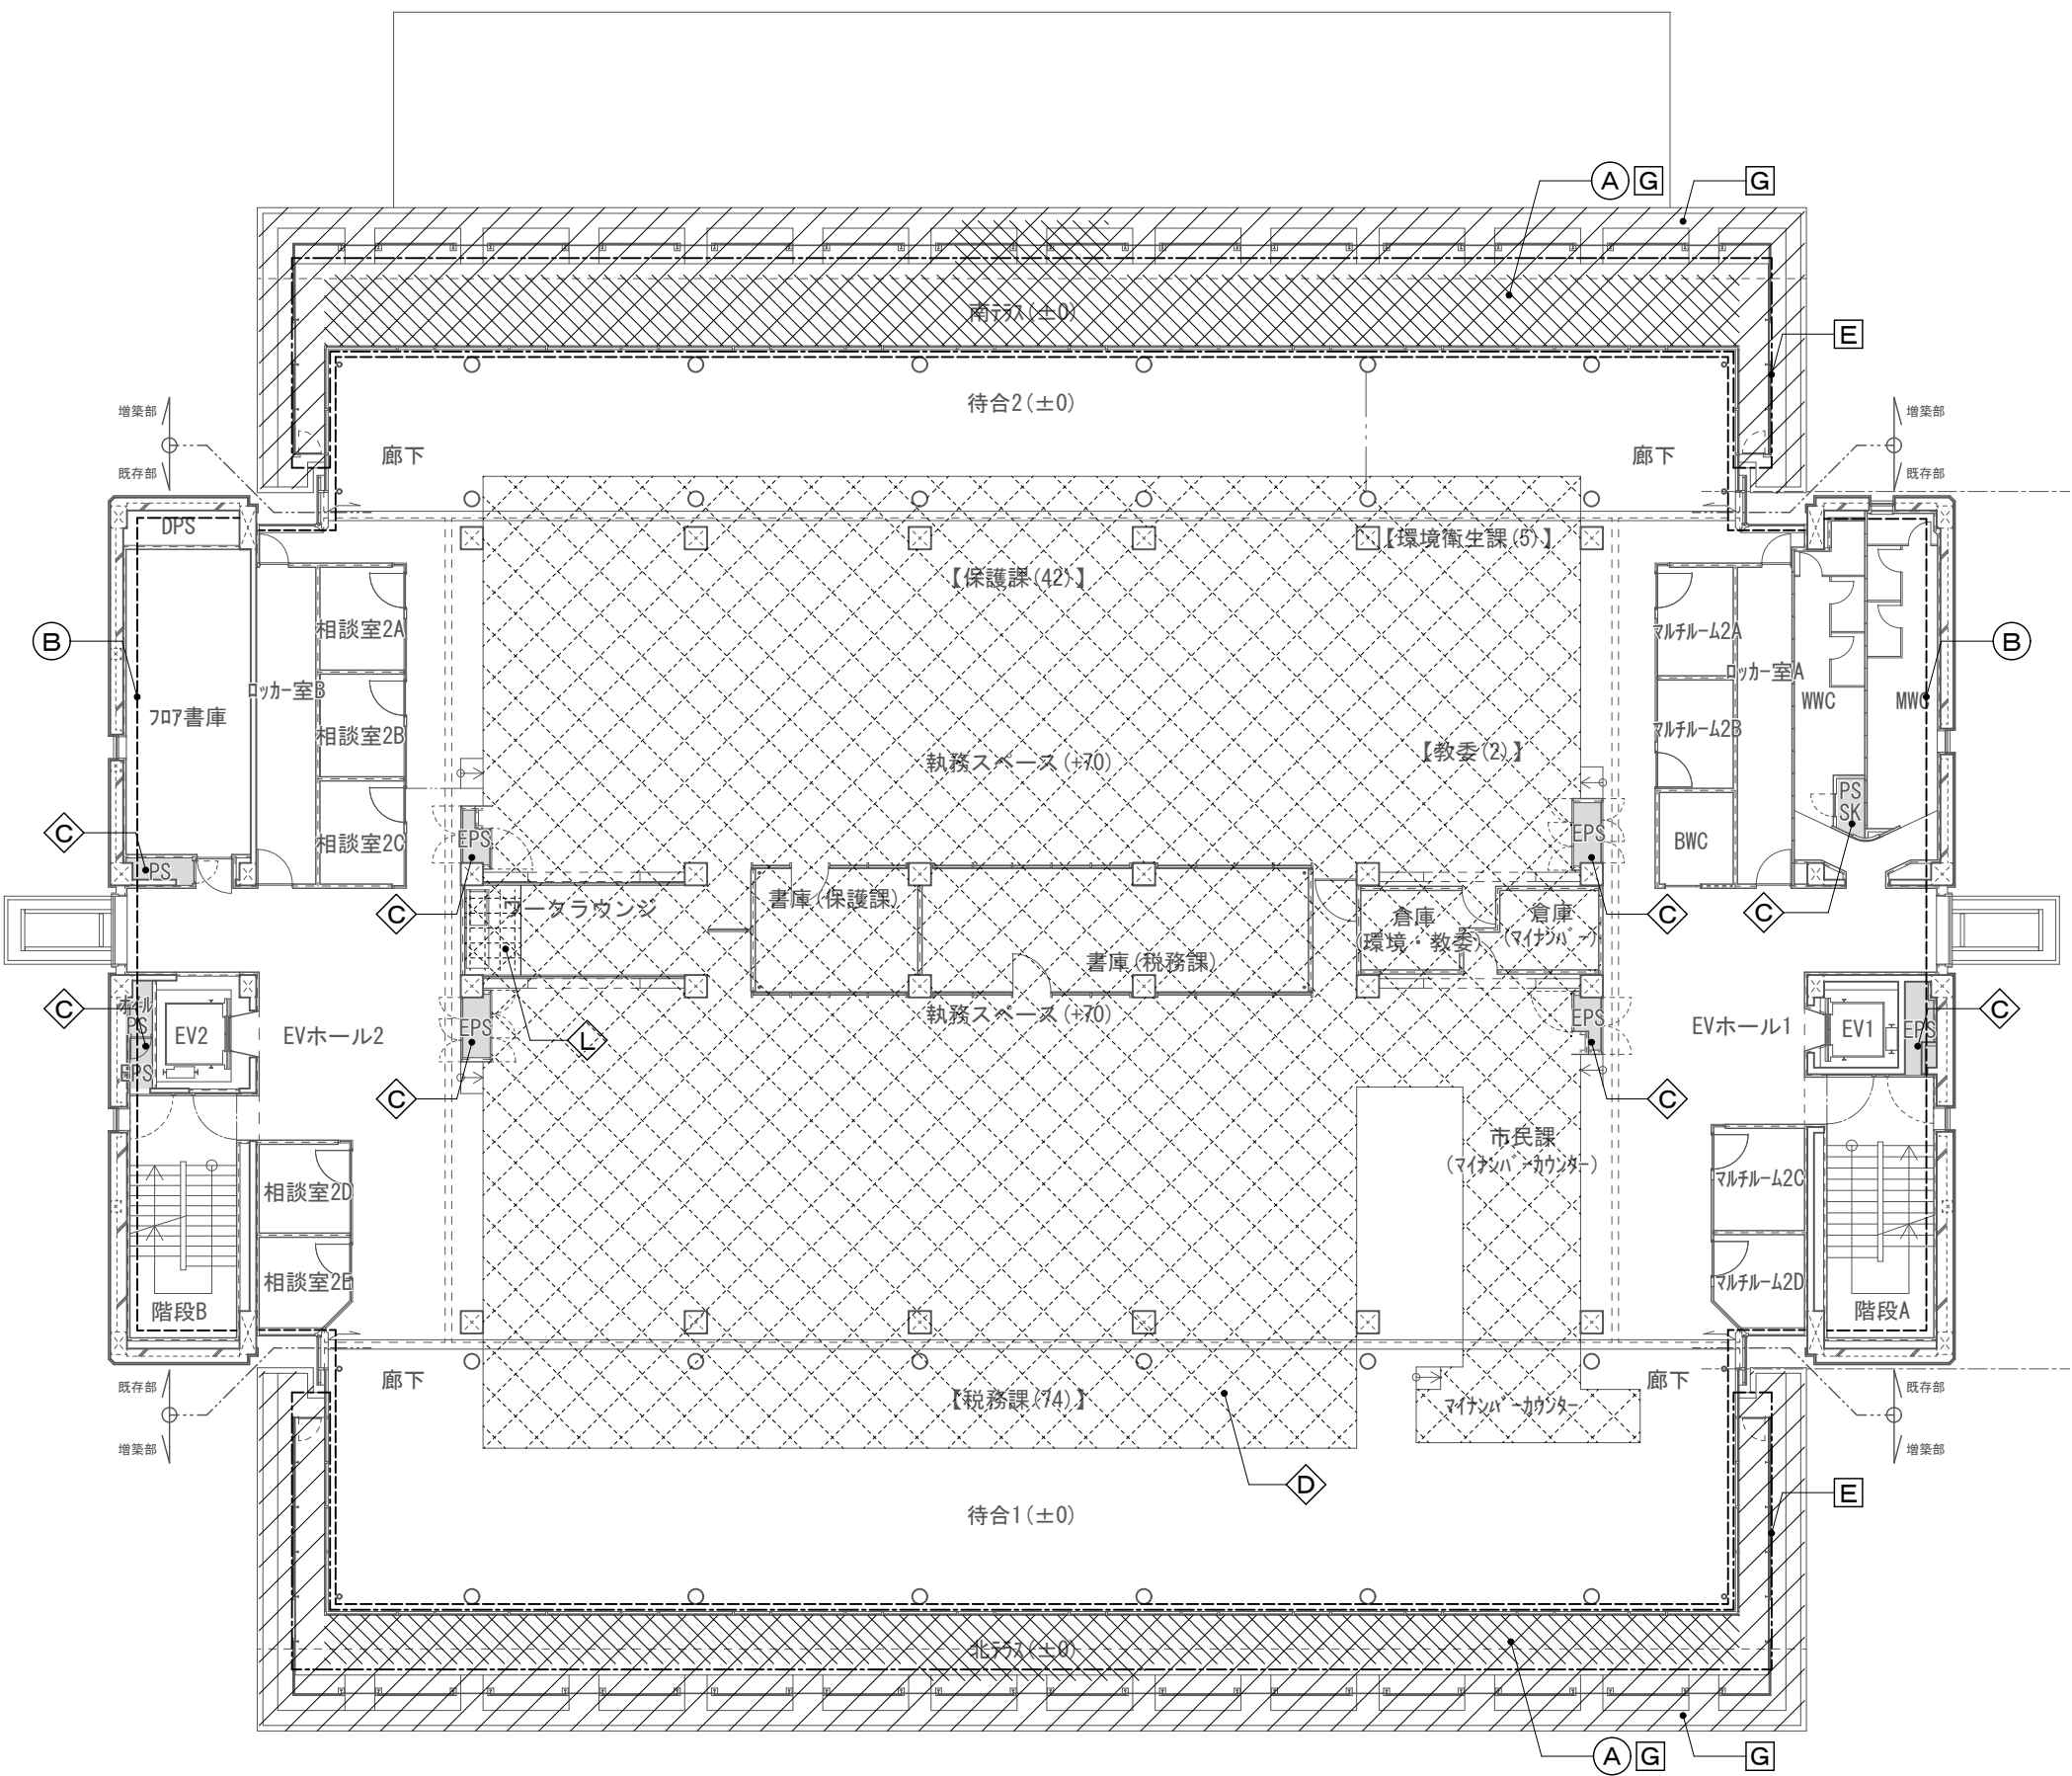 A G
G
南ﾃﾗｽ(±0)
E
待合2(±0)
増築部
増築部
廊下
廊下
既存部
既存部
DPS
【環境衛生課(5)】
【保護課(42)】
相談室2A
ﾏﾙﾁﾙｰﾑ2A
B
B
ﾛｯｶｰ室B
ﾛｯｶｰ室A
WWC
MWC
ﾌﾛｱ書庫
相談室2B
ﾏﾙﾁﾙｰﾑ2B
執務スペース(+70)
【教委(2)】
PS
SK
C
EPS
EPS
相談室2C
BWC
PS
C
ワークラウンジ
書庫(保護課)
倉庫
(環境・教委)
倉庫
(ﾏｲﾅﾝﾊﾞｰ)
C
C
書庫(税務課)
C
ﾎｰﾙ
PS
EPS
EV2
EVホール2
EPS
L
執務スペース(+70)
EPS
EVホール1
EV1
EPS
C
C
C
市民課
(ﾏｲﾅﾝﾊﾞｰｶｳﾝﾀｰ)
相談室2D
ﾏﾙﾁﾙｰﾑ2C
相談室2E
ﾏﾙﾁﾙｰﾑ2D
階段B
階段A
廊下
廊下
既存部
既存部
【税務課(74)】
ﾏｲﾅﾝﾊﾞｰｶｳﾝﾀｰ
増築部
増築部
D
E
待合1(±0)
北ﾃﾗｽ(±0)
A G
G